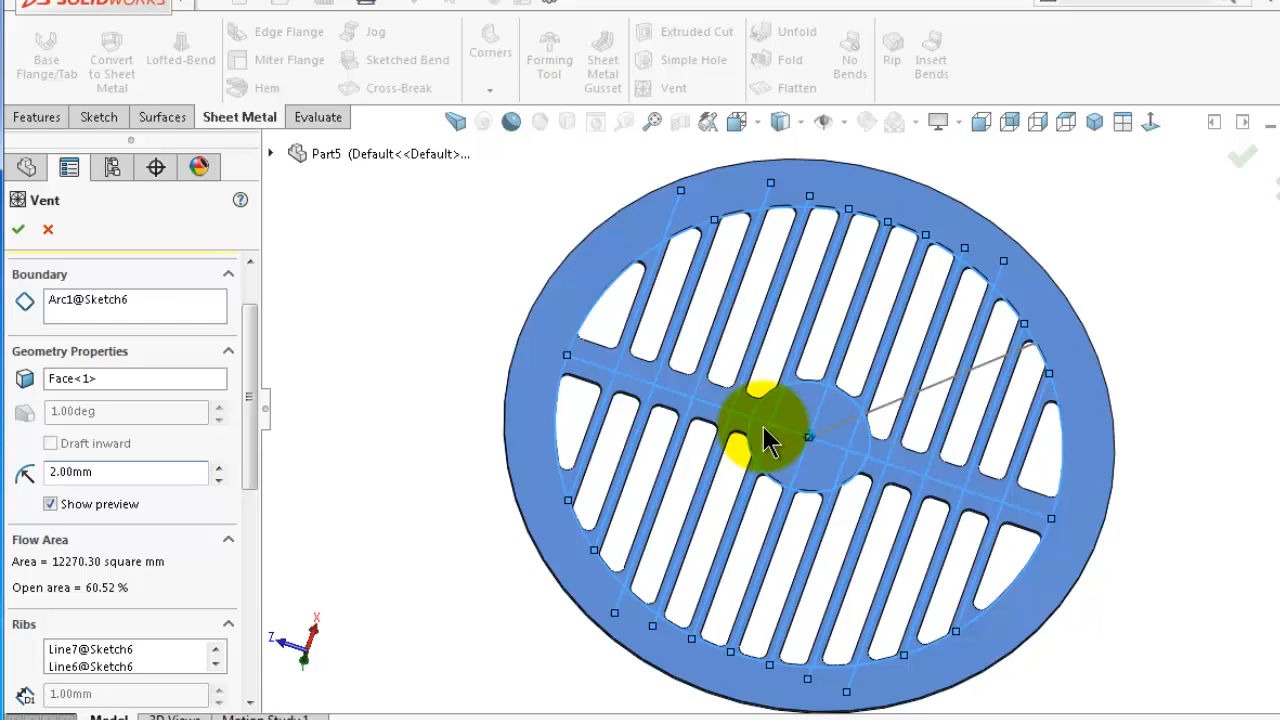 SOLIDWORKS
Base Flange/Tab
Convert to Sheet Metal
Lofted-Bend
Edge Flange
Miter Flange
Hem
Jog
Sketched Bend
Cross-Break
Corners
Forming Tool
Sheet Metal Gusset
Extruded Cut
Simple Hole
Vent
Unfold
Fold
Flatten
No Bends
Rip
Insert Bends
Features
Sketch
Surfaces
Sheet Metal
Evaluate
Part5 (Default<<Default>...
Vent
Boundary
Arc1@Sketch6
Geometry Properties
Face<1>
1.00deg
Draft inward
2.00mm
Show preview
Flow Area
Area = 12270.30 square mm
Open area = 60.52 %
Ribs
Line7@Sketch6
Line6@Sketch6
D1
1.00mm
X
Z
Model
3D Views
Motion Study 1